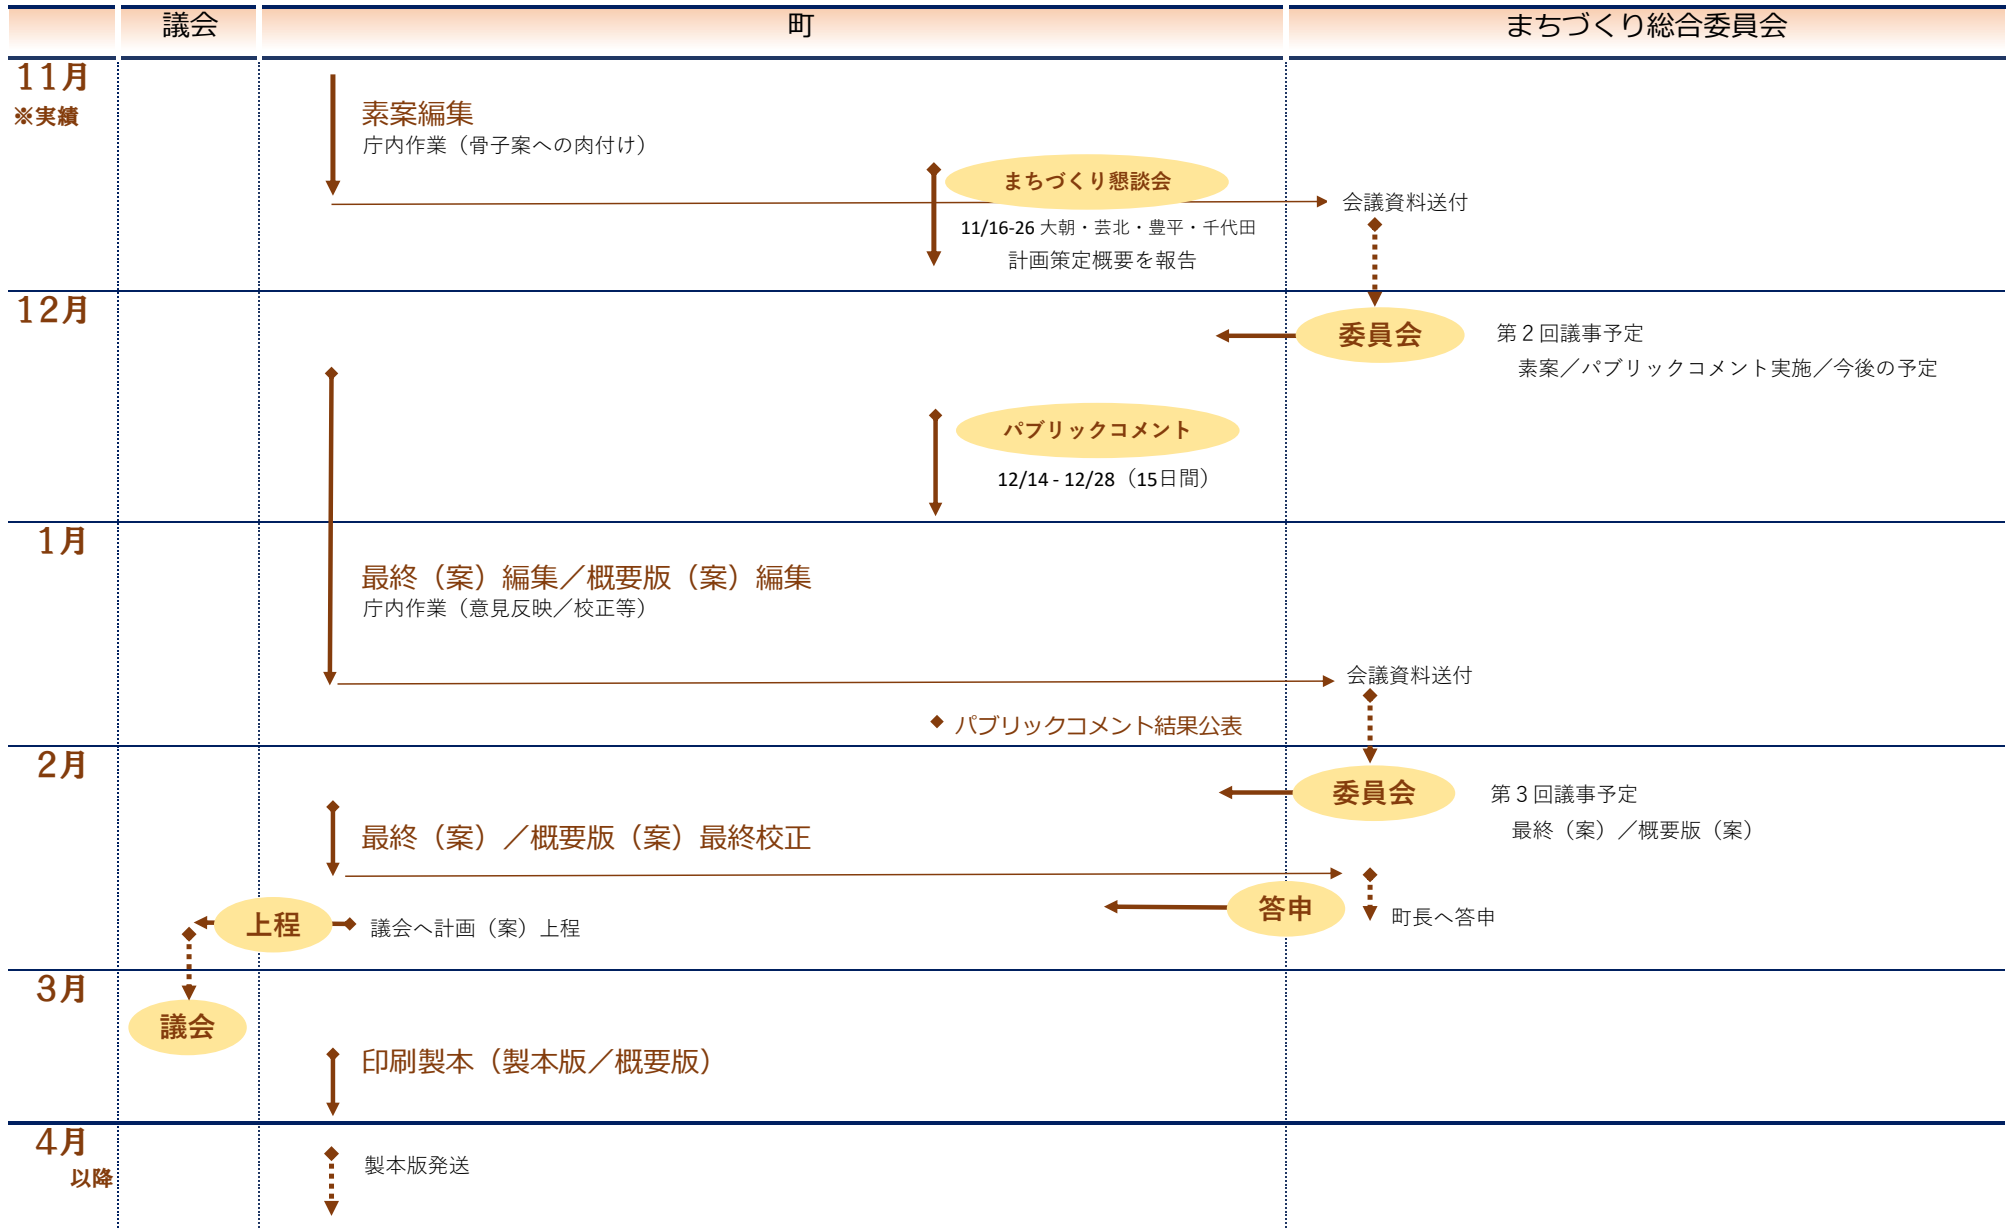 議会
町
まちづくり総合委員会
11月
※実績
素案編集
庁内作業（骨子案への肉付け）
まちづくり懇談会
11/16-26 大朝・芸北・豊平・千代田
計画策定概要を報告
会議資料送付
12月
委員会
第２回議事予定
素案／パブリックコメント実施／今後の予定
パブリックコメント
12/14 - 12/28（15日間）
1月
最終（案）編集／概要版（案）編集
庁内作業（意見反映／校正等）
会議資料送付
パブリックコメント結果公表
2月
委員会
第３回議事予定
最終（案）／概要版（案）
最終（案）／概要版（案）最終校正
答申
町長へ答申
上程
議会へ計画（案）上程
3月
議会
印刷製本（製本版／概要版）
4月
以降
製本版発送